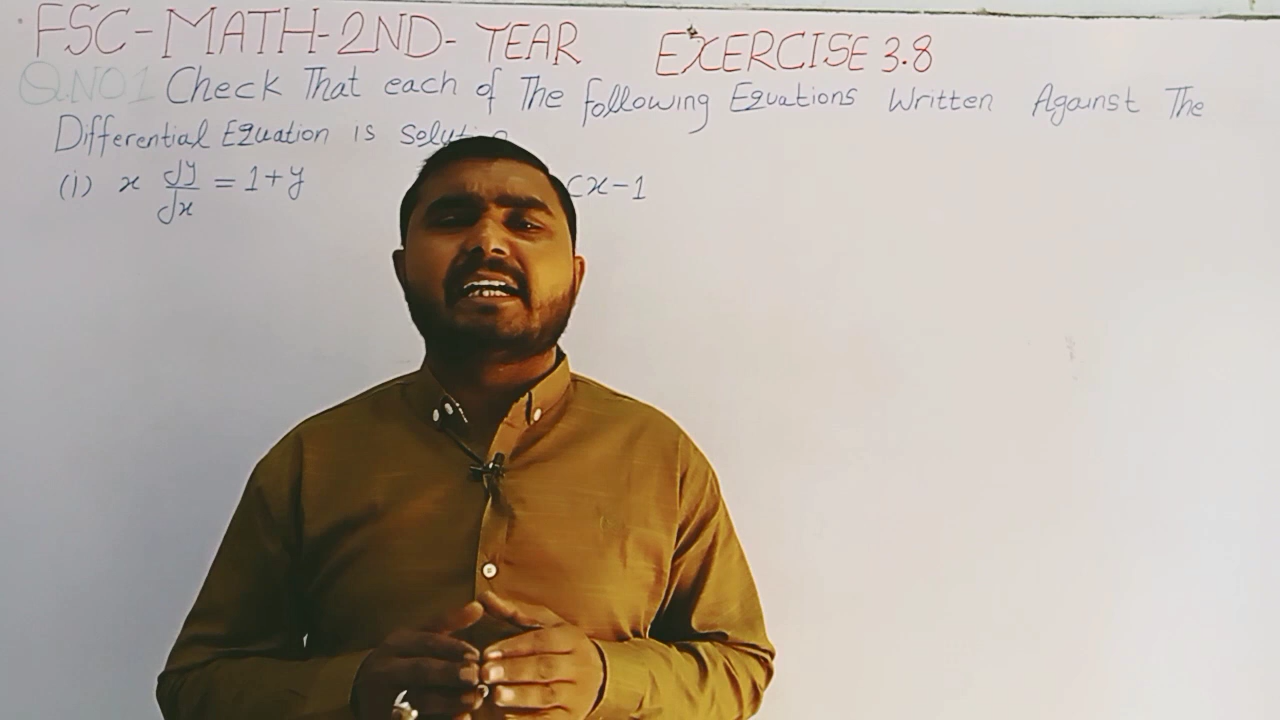 FSC-MATH-2ND-YEAR EXERCISE 3.8
Q.NO1 Check That each of The following Equations Written Against The
Differential Equation is
(i) x dy/dx = 1+y cx-1